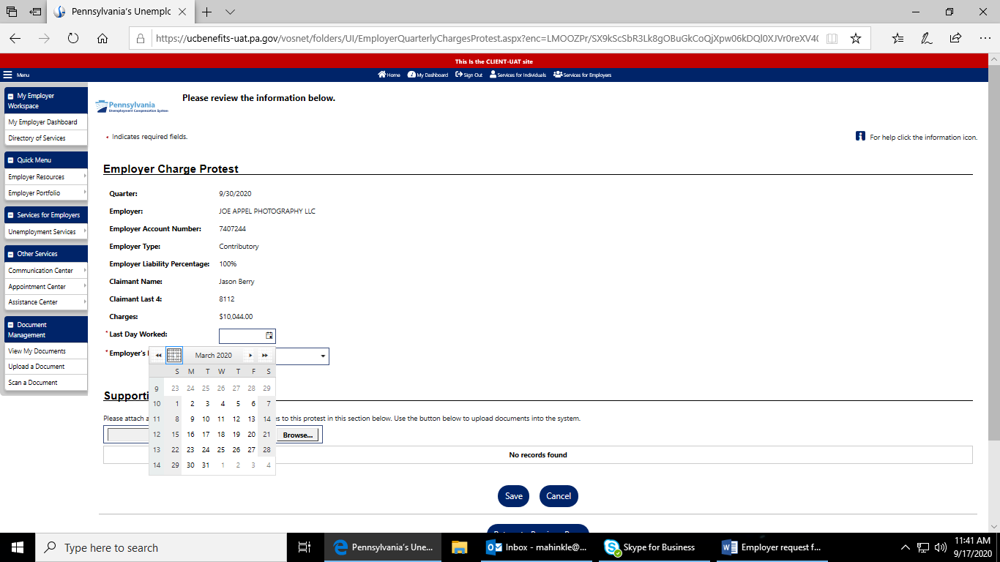 Pennsylvania's Unemplc
https://ucbenefits-uat.pa.gov/vosnet/folders/UI/EmployerQuarterlyChargesProtest.aspx?enc=LMOOZPr/SX9kScSbR3Lk8gOBuGkCoQjXpw06kDQl0XJVr0reXV4(
This is the CLIENT-UAT site
Menu
Home My Dashboard Sign Out Services for Individuals Services for Employers
My Employer Workspace
My Employer Dashboard
Directory of Services
Quick Menu
Employer Resources
Employer Portfolio
Services for Employers
Unemployment Services
Other Services
Communication Center
Appointment Center
Assistance Center
Document Management
View My Documents
Upload a Document
Scan a Document
Pennsylvania
Unemployment Compensation System
Please review the information below.
Indicates required fields.
For help click the information icon.
Employer Charge Protest
Quarter: 9/30/2020
Employer: JOE APPEL PHOTOGRAPHY LLC
Employer Account Number: 7407244
Employer Type: Contributory
Employer Liability Percentage: 100%
Claimant Name: Jason Berry
Claimant Last 4: 8112
Charges: $10,044.00
* Last Day Worked:
* Employer's
March 2020
S M T W T F S
9 23 24 25 26 27 28 29
10 1 2 3 4 5 6 7
11 8 9 10 11 12 13 14
12 15 16 17 18 19 20 21
13 22 23 24 25 26 27 28
14 29 30 31 1 2 3 4
Supporti
Please attach a es to this protest in this section below. Use the button below to upload documents into the system.
Browse...
No records found
Save Cancel
Type here to search
Pennsylvania's Une...
Inbox - mahinkle@...
Skype for Business
Employer request f...
11:41 AM
9/17/2020